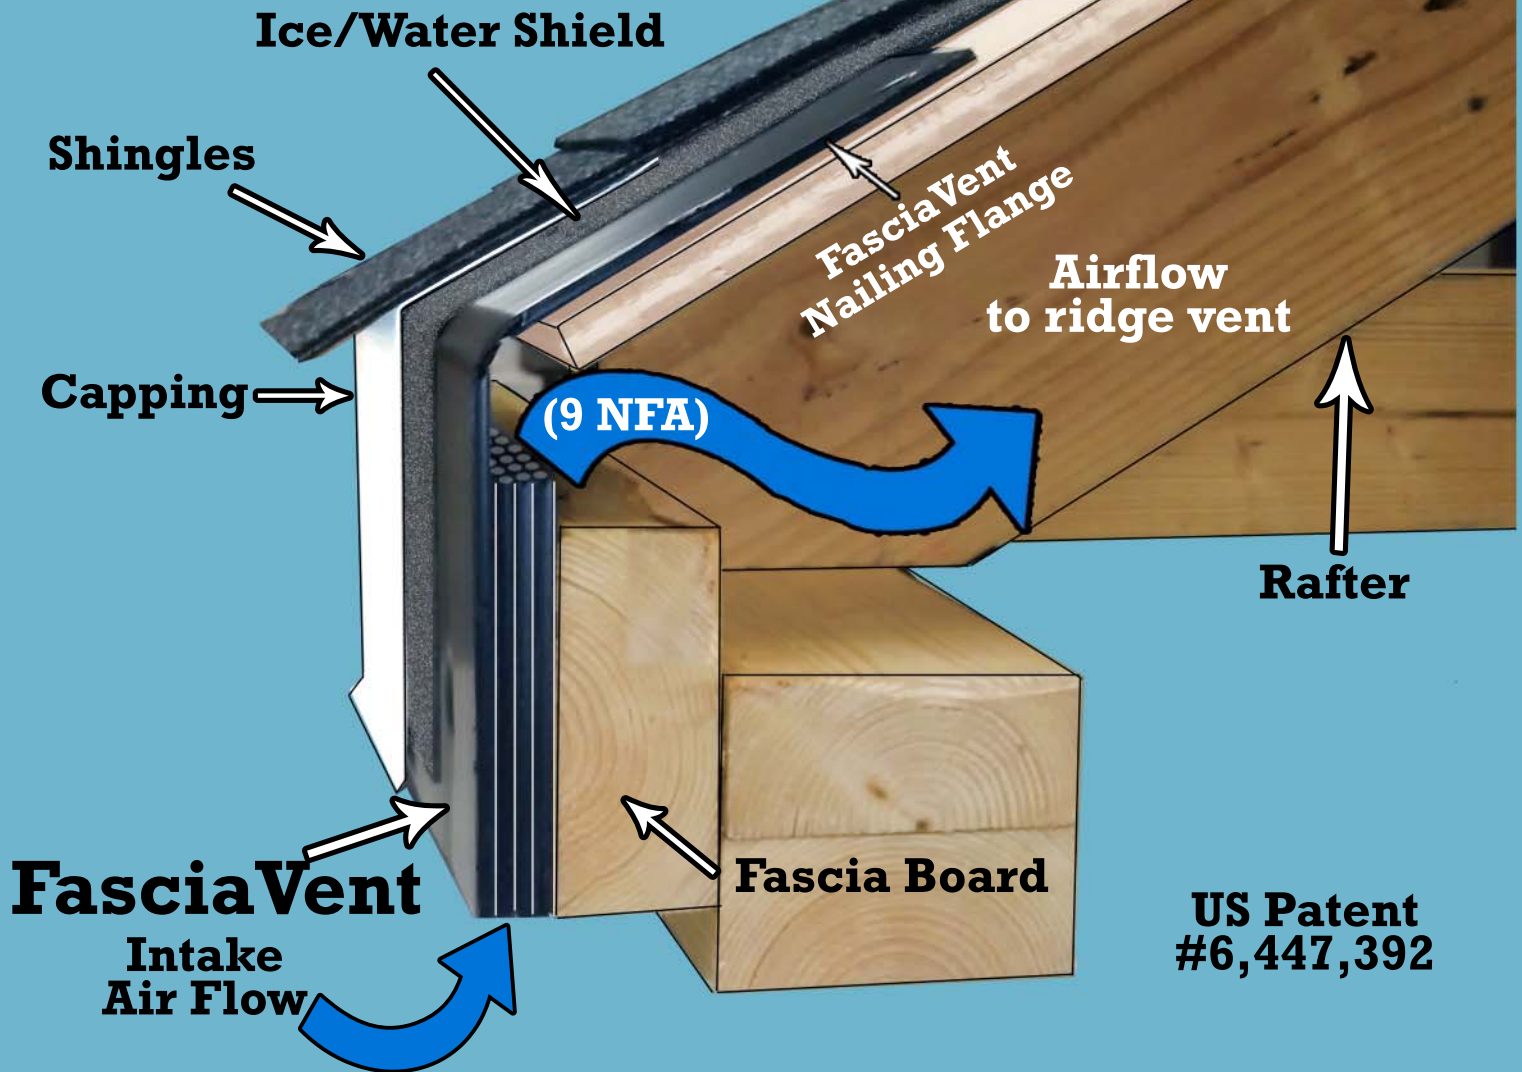 Ice/Water Shield
Shingles
FasciaVent
Nailing Flange
Airflow
to ridge vent
Capping
(9 NFA)
Rafter
FasciaVent
Intake
Air Flow
Fascia Board
US Patent
#6,447,392